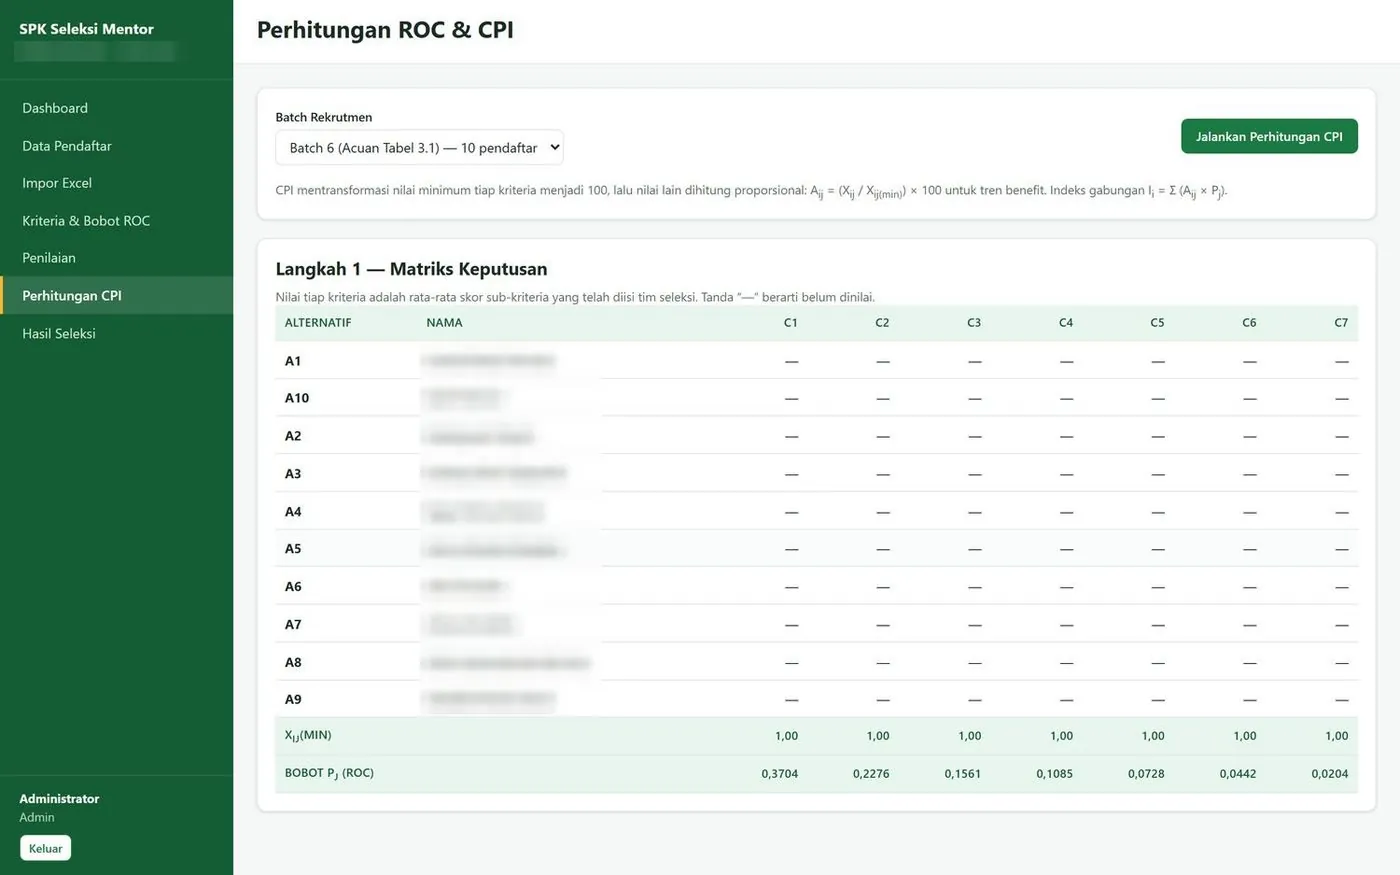 SPK Seleksi Mentor
Dashboard
Data Pendaftar
Impor Excel
Kriteria & Bobot ROC
Penilaian
Perhitungan CPI
Hasil Seleksi
Administrator
Admin
Keluar
Perhitungan ROC & CPI
Batch Rekrutmen
Batch 6 (Acuan Tabel 3.1) — 10 pendaftar
Jalankan Perhitungan CPI
CPI mentransformasi nilai minimum tiap kriteria menjadi 100, lalu nilai lain dihitung proporsional: Aij = (Xij / Xij(min)) × 100 untuk tren benefit. Indeks gabungan Ii = Σ (Aij × Pj).
Langkah 1 — Matriks Keputusan
Nilai tiap kriteria adalah rata-rata skor sub-kriteria yang telah diisi tim seleksi. Tanda "—" berarti belum dinilai.
ALTERNATIF NAMA C1 C2 C3 C4 C5 C6 C7
A1 — — — — — — —
A10 — — — — — — —
A2 — — — — — — —
A3 — — — — — — —
A4 — — — — — — —
A5 — — — — — — —
A6 — — — — — — —
A7 — — — — — — —
A8 — — — — — — —
A9 — — — — — — —
XIJ(MIN) 1,00 1,00 1,00 1,00 1,00 1,00 1,00
BOBOT PJ (ROC) 0,3704 0,2276 0,1561 0,1085 0,0728 0,0442 0,0204